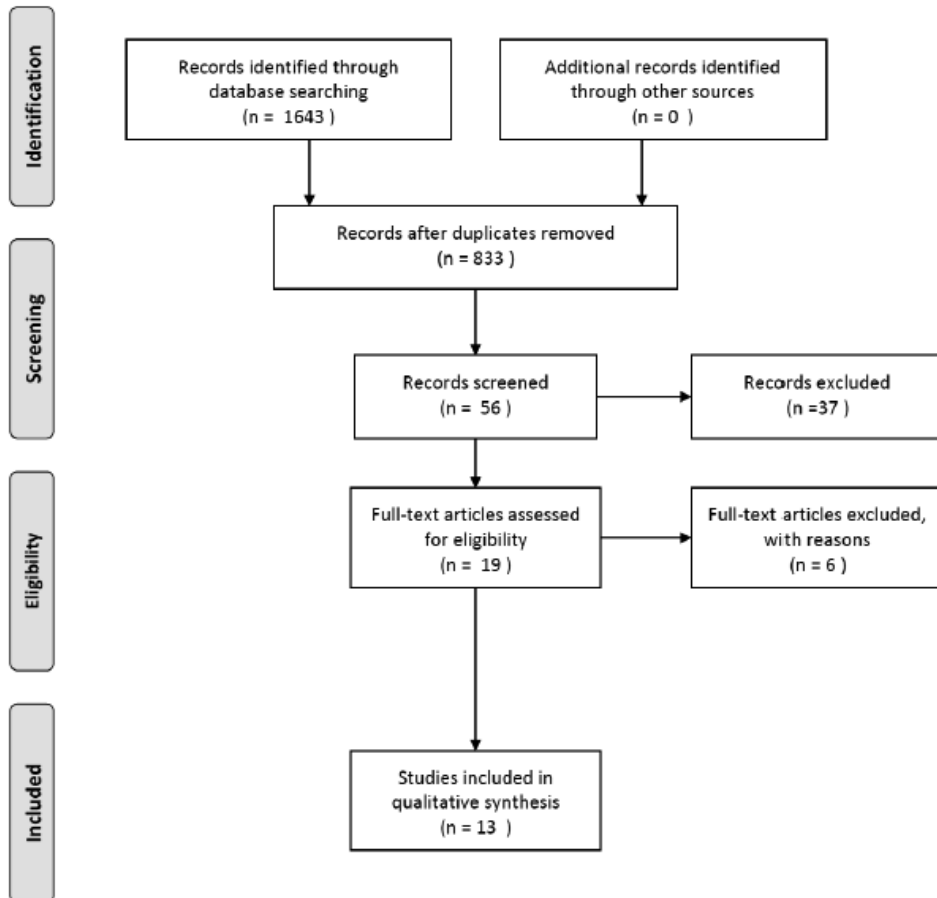 Identification
Records identified through
database searching
(n =  1643 )
Additional records identified
through other sources
(n = 0  )
Records after duplicates removed
(n = 833 )
Screening
Records screened
(n =  56 )
Records excluded
(n =37 )
Eligibility
Full-text articles assessed
for eligibility
(n =  19 )
Full-text articles excluded,
with reasons
(n = 6 )
Included
Studies included in
qualitative synthesis
(n = 13  )